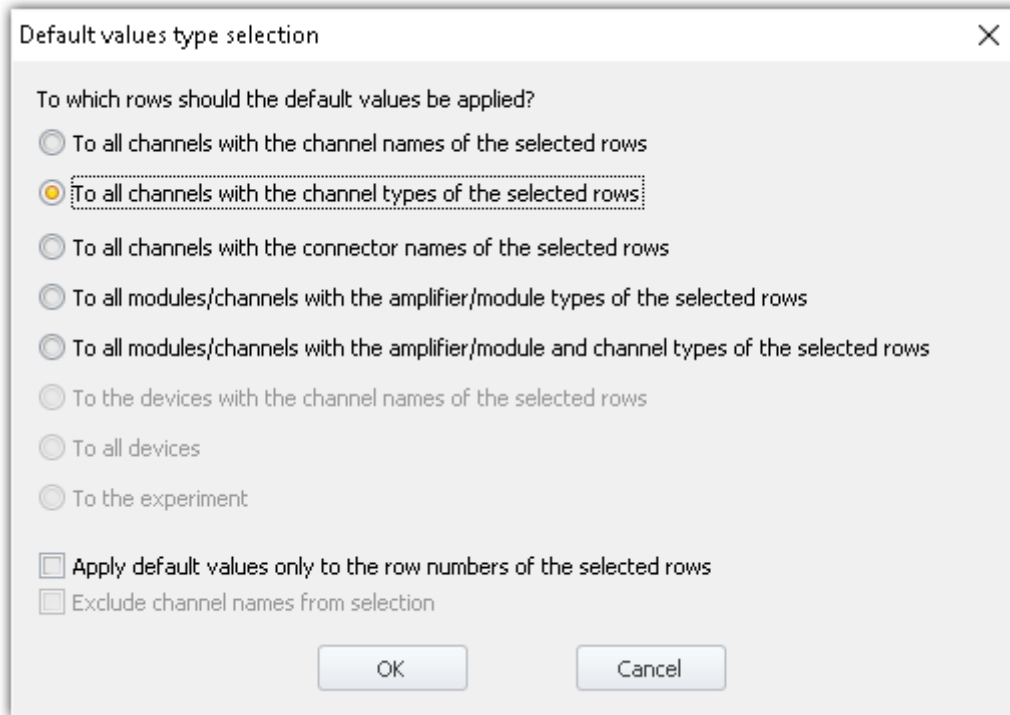 Default values type selection
To which rows should the default values be applied?
To all channels with the channel names of the selected rows
To all channels with the channel types of the selected rows
To all channels with the connector names of the selected rows
To all modules/channels with the amplifier/module types of the selected rows
To all modules/channels with the amplifier/module and channel types of the selected rows
To the devices with the channel names of the selected rows
To all devices
To the experiment
Apply default values only to the row numbers of the selected rows
Exclude channel names from selection
OK
Cancel